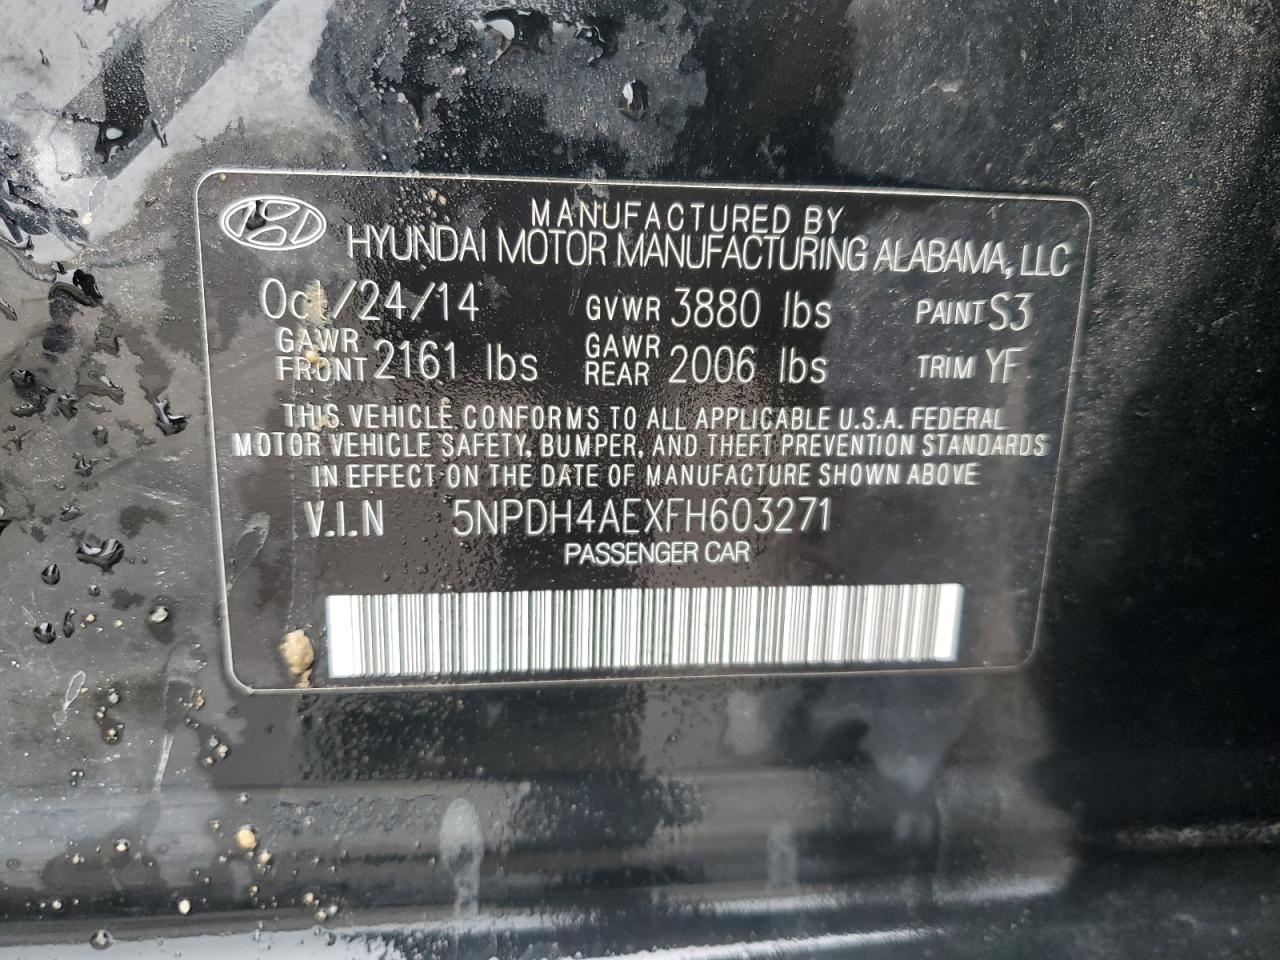 MANUFACTURED BY
HYUNDAI MOTOR MANUFACTURING ALABAMA, LLC
Oct/24/14 GVWR 3880 lbs PAINT S3
GAWR FRONT 2161 lbs GAWR REAR 2006 lbs TRIM YF
THIS VEHICLE CONFORMS TO ALL APPLICABLE U.S.A. FEDERAL
MOTOR VEHICLE SAFETY, BUMPER, AND THEFT PREVENTION STANDARDS
IN EFFECT ON THE DATE OF MANUFACTURE SHOWN ABOVE
V.I.N 5NPDH4AEXFH603271
PASSENGER CAR